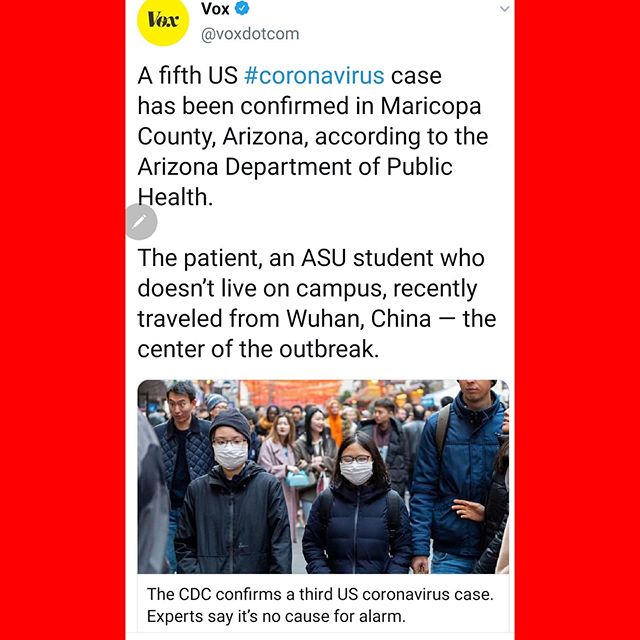 Vox
Vox
@voxdotcom
A fifth US #coronavirus case
has been confirmed in Maricopa
County, Arizona, according to the
Arizona Department of Public
Health.
The patient, an ASU student who
doesn’t live on campus, recently
traveled from Wuhan, China — the
center of the outbreak.
The CDC confirms a third US coronavirus case.
Experts say it’s no cause for alarm.